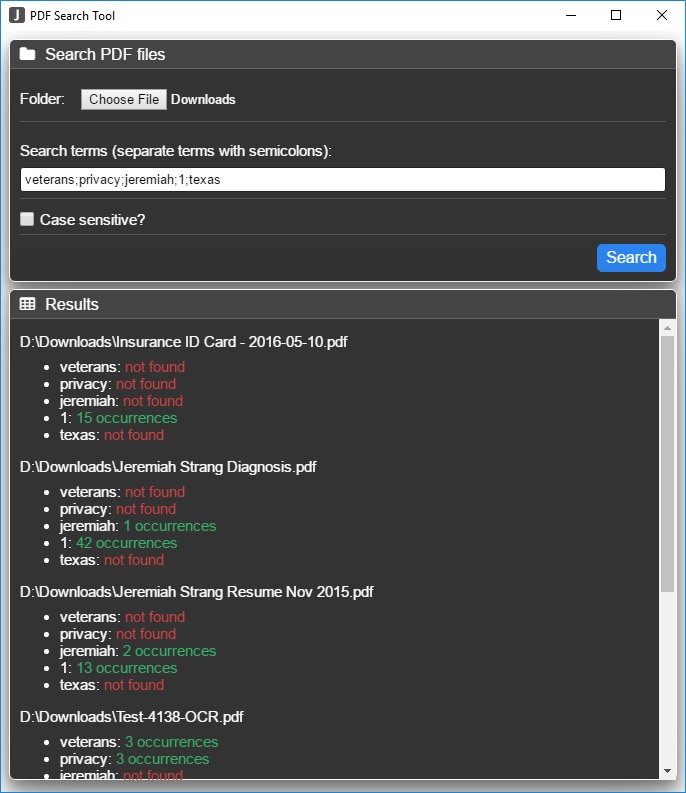 J PDF Search Tool
Search PDF files
Folder: Choose File Downloads
Search terms (separate terms with semicolons):
veterans;privacy;jeremiah;1;texas
Case sensitive?
Search
Results
D:\Downloads\Insurance ID Card - 2016-05-10.pdf
veterans: not found
privacy: not found
jeremiah: not found
1: 15 occurrences
texas: not found
D:\Downloads\Jeremiah Strang Diagnosis.pdf
veterans: not found
privacy: not found
jeremiah: 1 occurrences
1: 42 occurrences
texas: not found
D:\Downloads\Jeremiah Strang Resume Nov 2015.pdf
veterans: not found
privacy: not found
jeremiah: 2 occurrences
1: 13 occurrences
texas: not found
D:\Downloads\Test-4138-OCR.pdf
veterans: 3 occurrences
privacy: 3 occurrences
jeremiah: not found